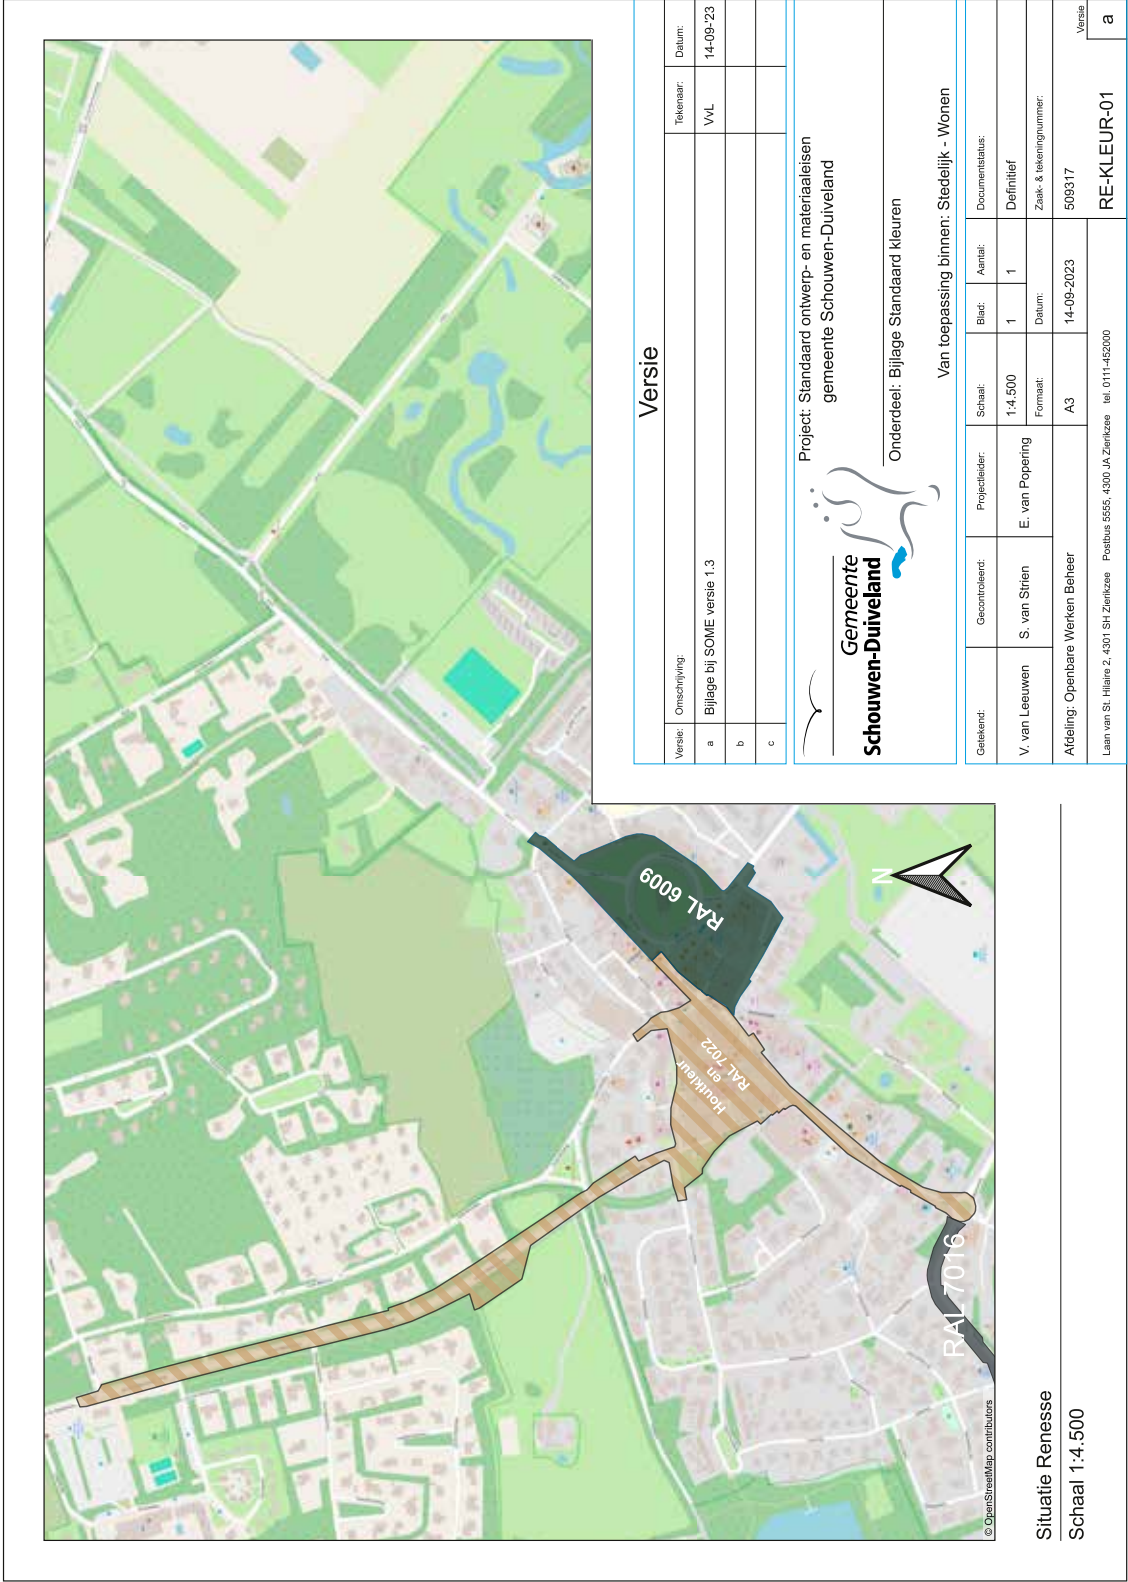 RAL 6009
Houtkleur
en
RAL 7022
RAL 7016
N
© OpenStreetMap contributors
Situatie Renesse
Schaal 1:4.500
Versie
Versie: Omschrijving: Tekenaar: Datum:
a Bijlage bij SOME versie 1.3 VvL 14-09-'23
b
c
Gemeente
Schouwen-Duiveland
Project: Standaard ontwerp- en materiaaleisen
gemeente Schouwen-Duiveland
Onderdeel: Bijlage Standaard kleuren
Van toepassing binnen: Stedelijk - Wonen
Getekend: Gecontroleerd: Projectleider: Schaal: Blad: Aantal: Documentstatus:
V. van Leeuwen S. van Strien E. van Popering 1:4.500 1 1 Definitief
Formaat: Datum: Zaak- & tekeningnummer:
Afdeling: Openbare Werken Beheer A3 14-09-2023 509317
Versie
Laan van St. Hilaire 2, 4301 SH Zierikzee Postbus 5555, 4300 JA Zierikzee tel. 0111-452000
RE-KLEUR-01 a